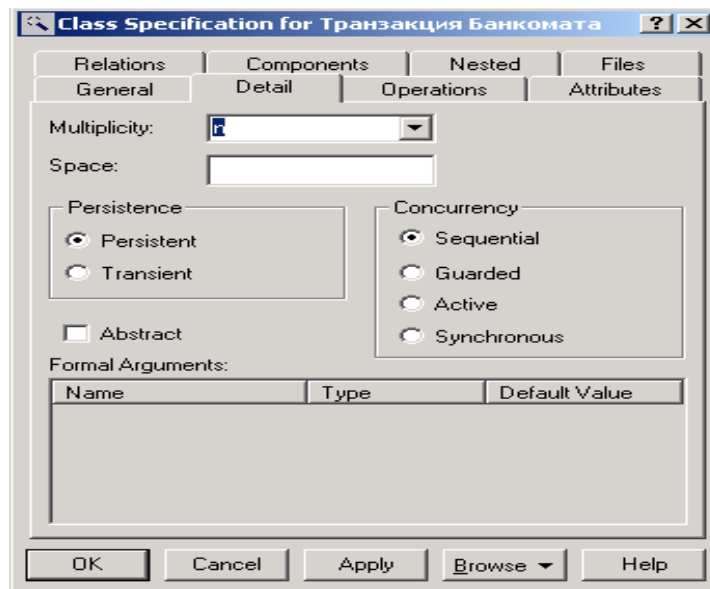 Class Specification for Транзакция Банкомата
Relations Components Nested Files
General Detail Operations Attributes
Multiplicity: n
Space:
Persistence Concurrency
Persistent Sequential
Transient Guarded
Active
Abstract Synchronous
Formal Arguments:
Name Type Default Value
OK Cancel Apply Browse Help